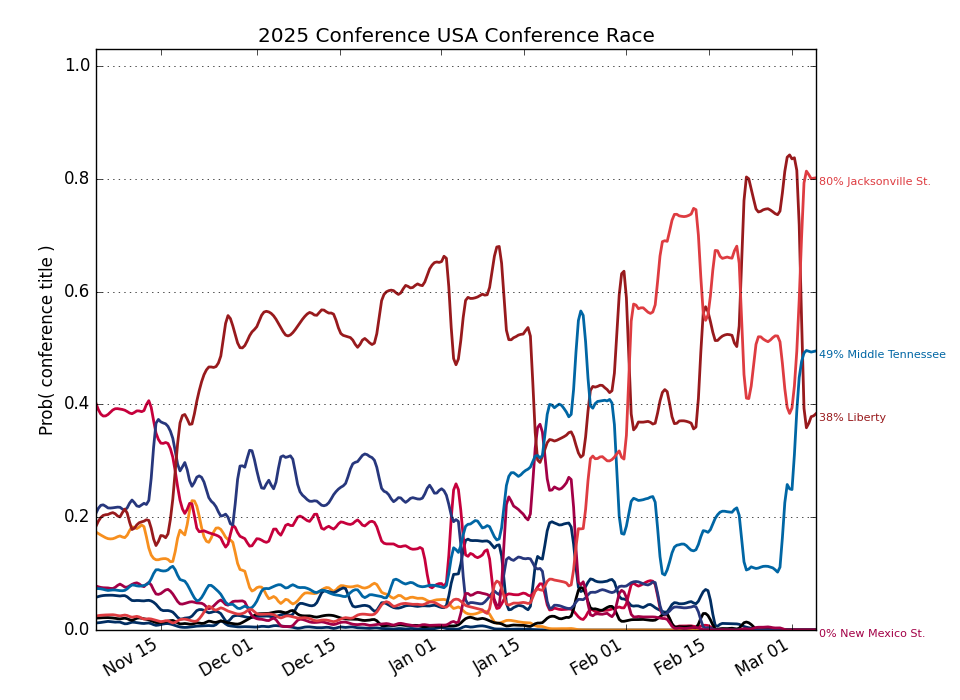 2025 Conference USA Conference Race
Prob( conference title )
1.0
0.8
0.6
0.4
0.2
0.0
Nov 15
Dec 01
Dec 15
Jan 01
Jan 15
Feb 01
Feb 15
Mar 01
80% Jacksonville St.
49% Middle Tennessee
38% Liberty
0% New Mexico St.